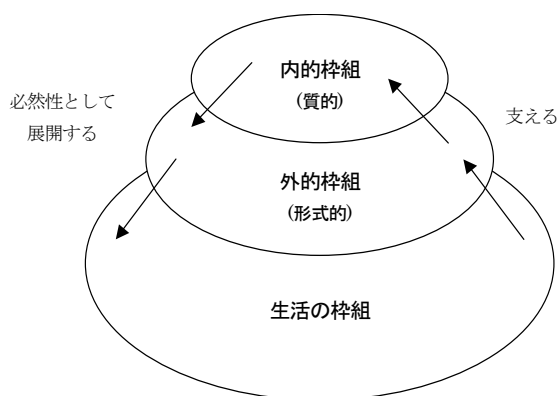 内的枠組
(質的)
必然性として
展開する
支える
外的枠組
(形式的)
生活の枠組